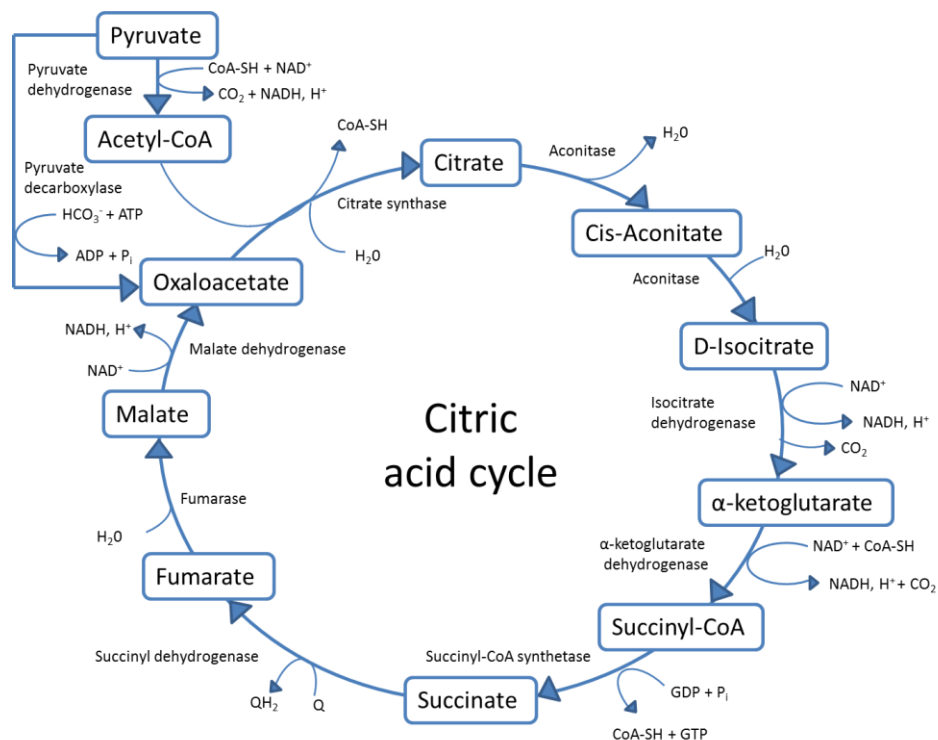 Pyruvate
Pyruvate
dehydrogenase
CoA-SH + NAD⁺
CO₂ + NADH, H⁺
Acetyl-CoA
CoA-SH
Citrate
Aconitase
H₂0
Pyruvate
decarboxylase
HCO₃⁻ + ATP
ADP + Pᵢ
Citrate synthase
H₂0
Cis-Aconitate
H₂0
Aconitase
Oxaloacetate
NADH, H⁺
NAD⁺
Malate dehydrogenase
D-Isocitrate
NAD⁺
Isocitrate
dehydrogenase
NADH, H⁺
CO₂
Malate
Citric
acid cycle
α-ketoglutarate
Fumarase
H₂0
α-ketoglutarate
dehydrogenase
NAD⁺ + CoA-SH
NADH, H⁺ + CO₂
Fumarate
Succinyl-CoA
Succinyl dehydrogenase
Succinyl-CoA synthetase
QH₂
Q
Succinate
GDP + Pᵢ
CoA-SH + GTP